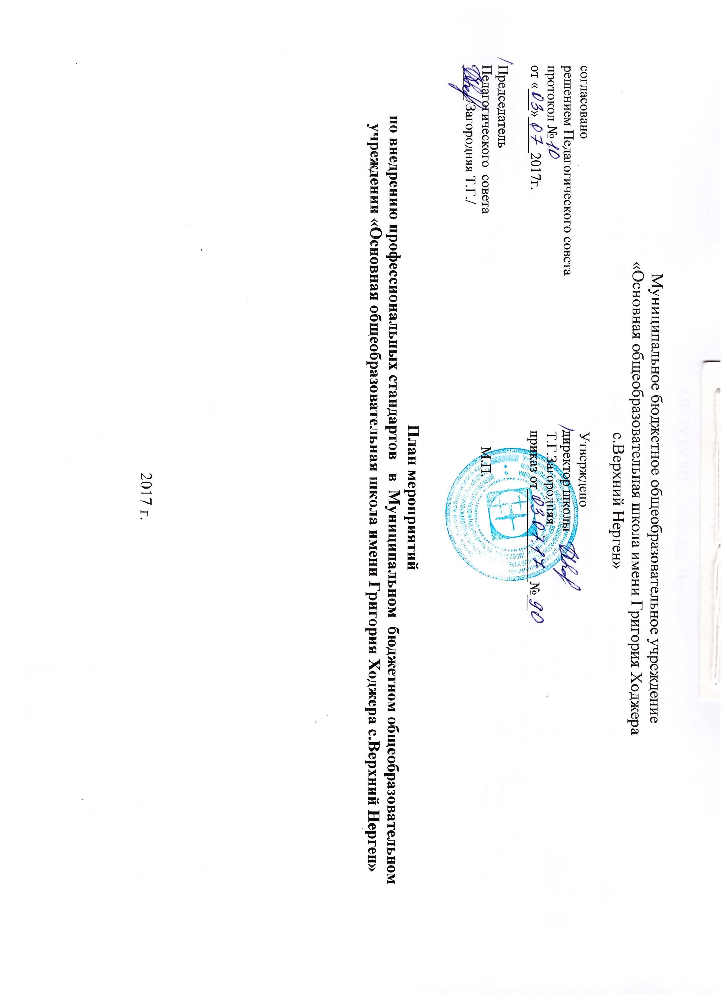 Муниципальное бюджетное общеобразовательное учреждение
«Основная общеобразовательная школа имени Григория Ходжера
с.Верхний Нерген»
согласовано
решением Педагогического совета
протокол № 10
от «03» 07 2017г.
Председатель
Педагогического совета
/Загородняя Т.Г./
Утверждено
директор школы
Т.Г.Загородняя
приказ от 03.07.17 № 90
М.П.
План мероприятий
по внедрению профессиональных стандартов в Муниципальном бюджетном общеобразовательном
учреждении «Основная общеобразовательная школа имени Григория Ходжера с.Верхний Нерген»
2017 г.